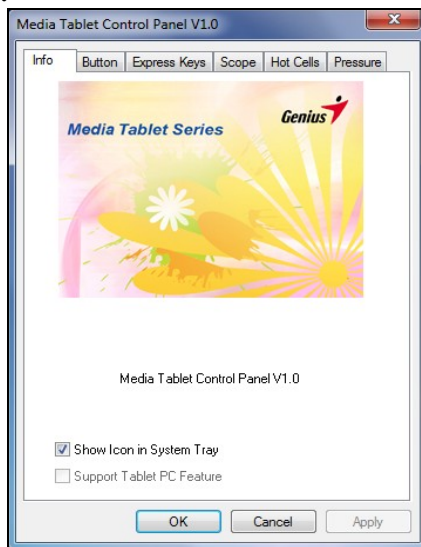 Media Tablet Control Panel V1.0
Info Button Express Keys Scope Hot Cells Pressure
Genius
Media Tablet Series
Media Tablet Control Panel V1.0
Show Icon in System Tray
Support Tablet PC Feature
OK Cancel Apply